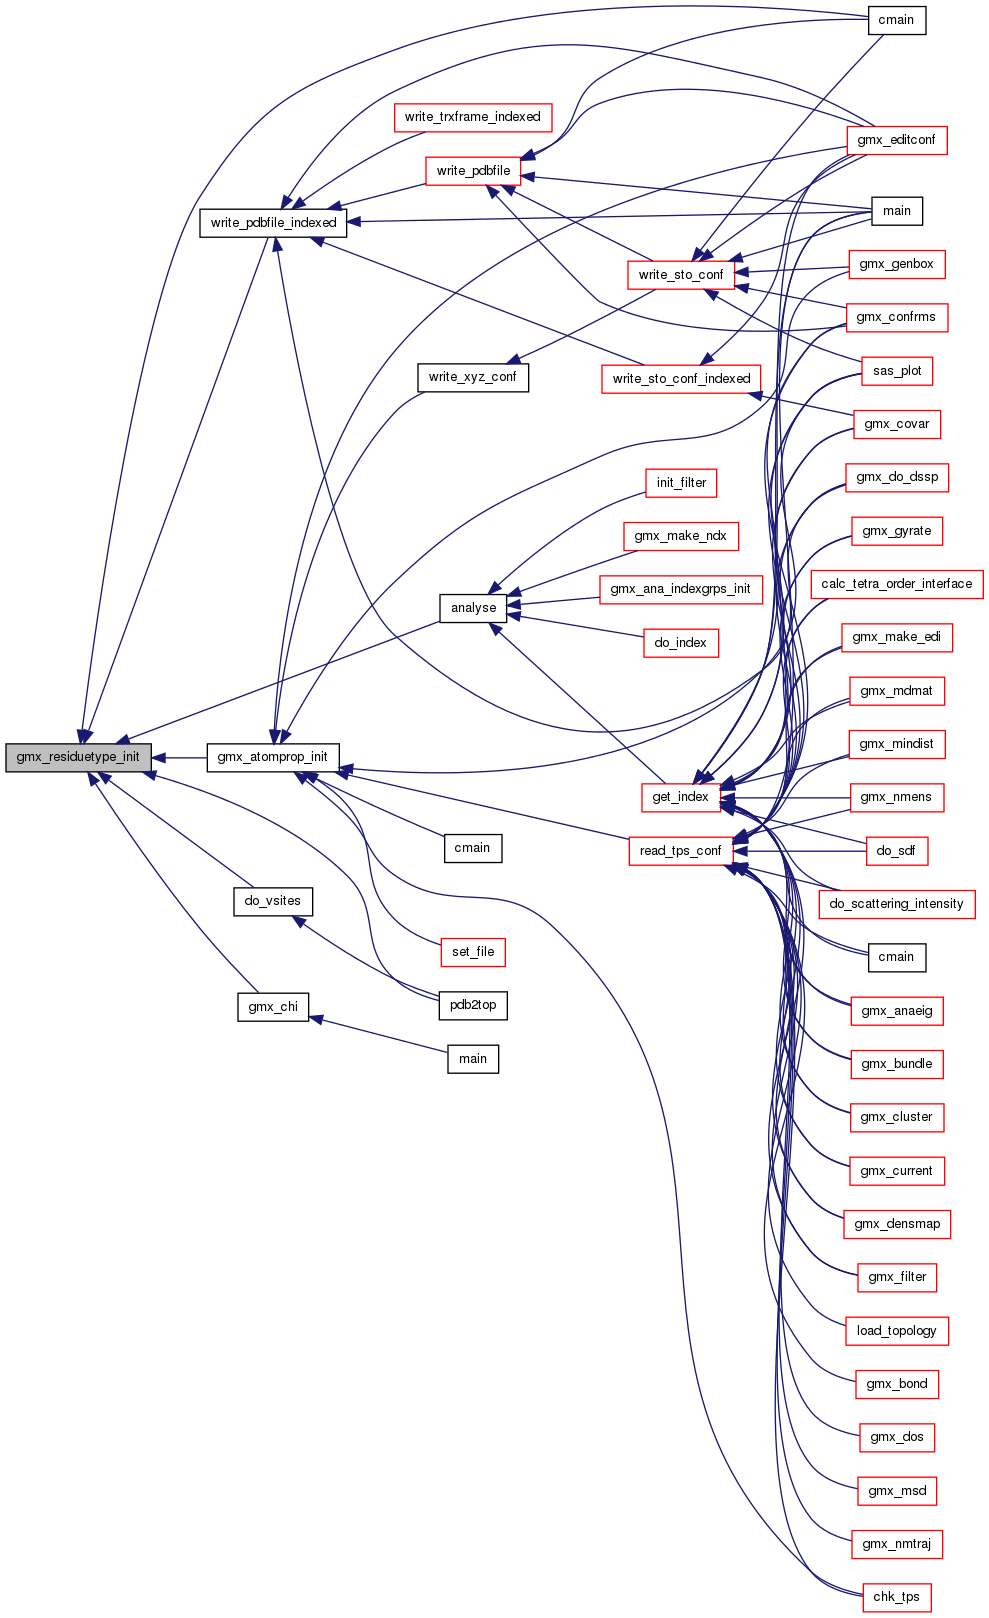 cmain
write_trxframe_indexed
gmx_editconf
write_pdbfile
write_pdbfile_indexed
main
write_sto_conf
gmx_genbox
gmx_confrms
write_xyz_conf
write_sto_conf_indexed
sas_plot
gmx_covar
init_filter
gmx_do_dssp
gmx_make_ndx
gmx_gyrate
gmx_ana_indexgrps_init
calc_tetra_order_interface
analyse
do_index
gmx_make_edi
gmx_mdmat
gmx_residuetype_init
gmx_atomprop_init
gmx_mindist
get_index
gmx_nmens
cmain
read_tps_conf
do_sdf
do_vsites
do_scattering_intensity
set_file
cmain
gmx_chi
pdb2top
gmx_anaeig
main
gmx_bundle
gmx_cluster
gmx_current
gmx_densmap
gmx_filter
load_topology
gmx_bond
gmx_dos
gmx_msd
gmx_nmtraj
chk_tps